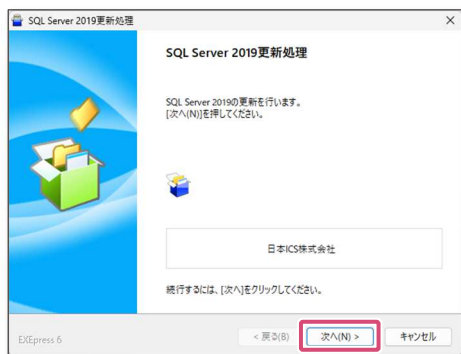 SQL Server 2019更新処理
SQL Server 2019更新処理
SQL Server 2019の更新を行います。
[次へ(N)]を押してください。
日本ICS株式会社
続行するには、[次へ]をクリックしてください。
EXEpress 6
< 戻る(B)
次へ(N) >
キャンセル